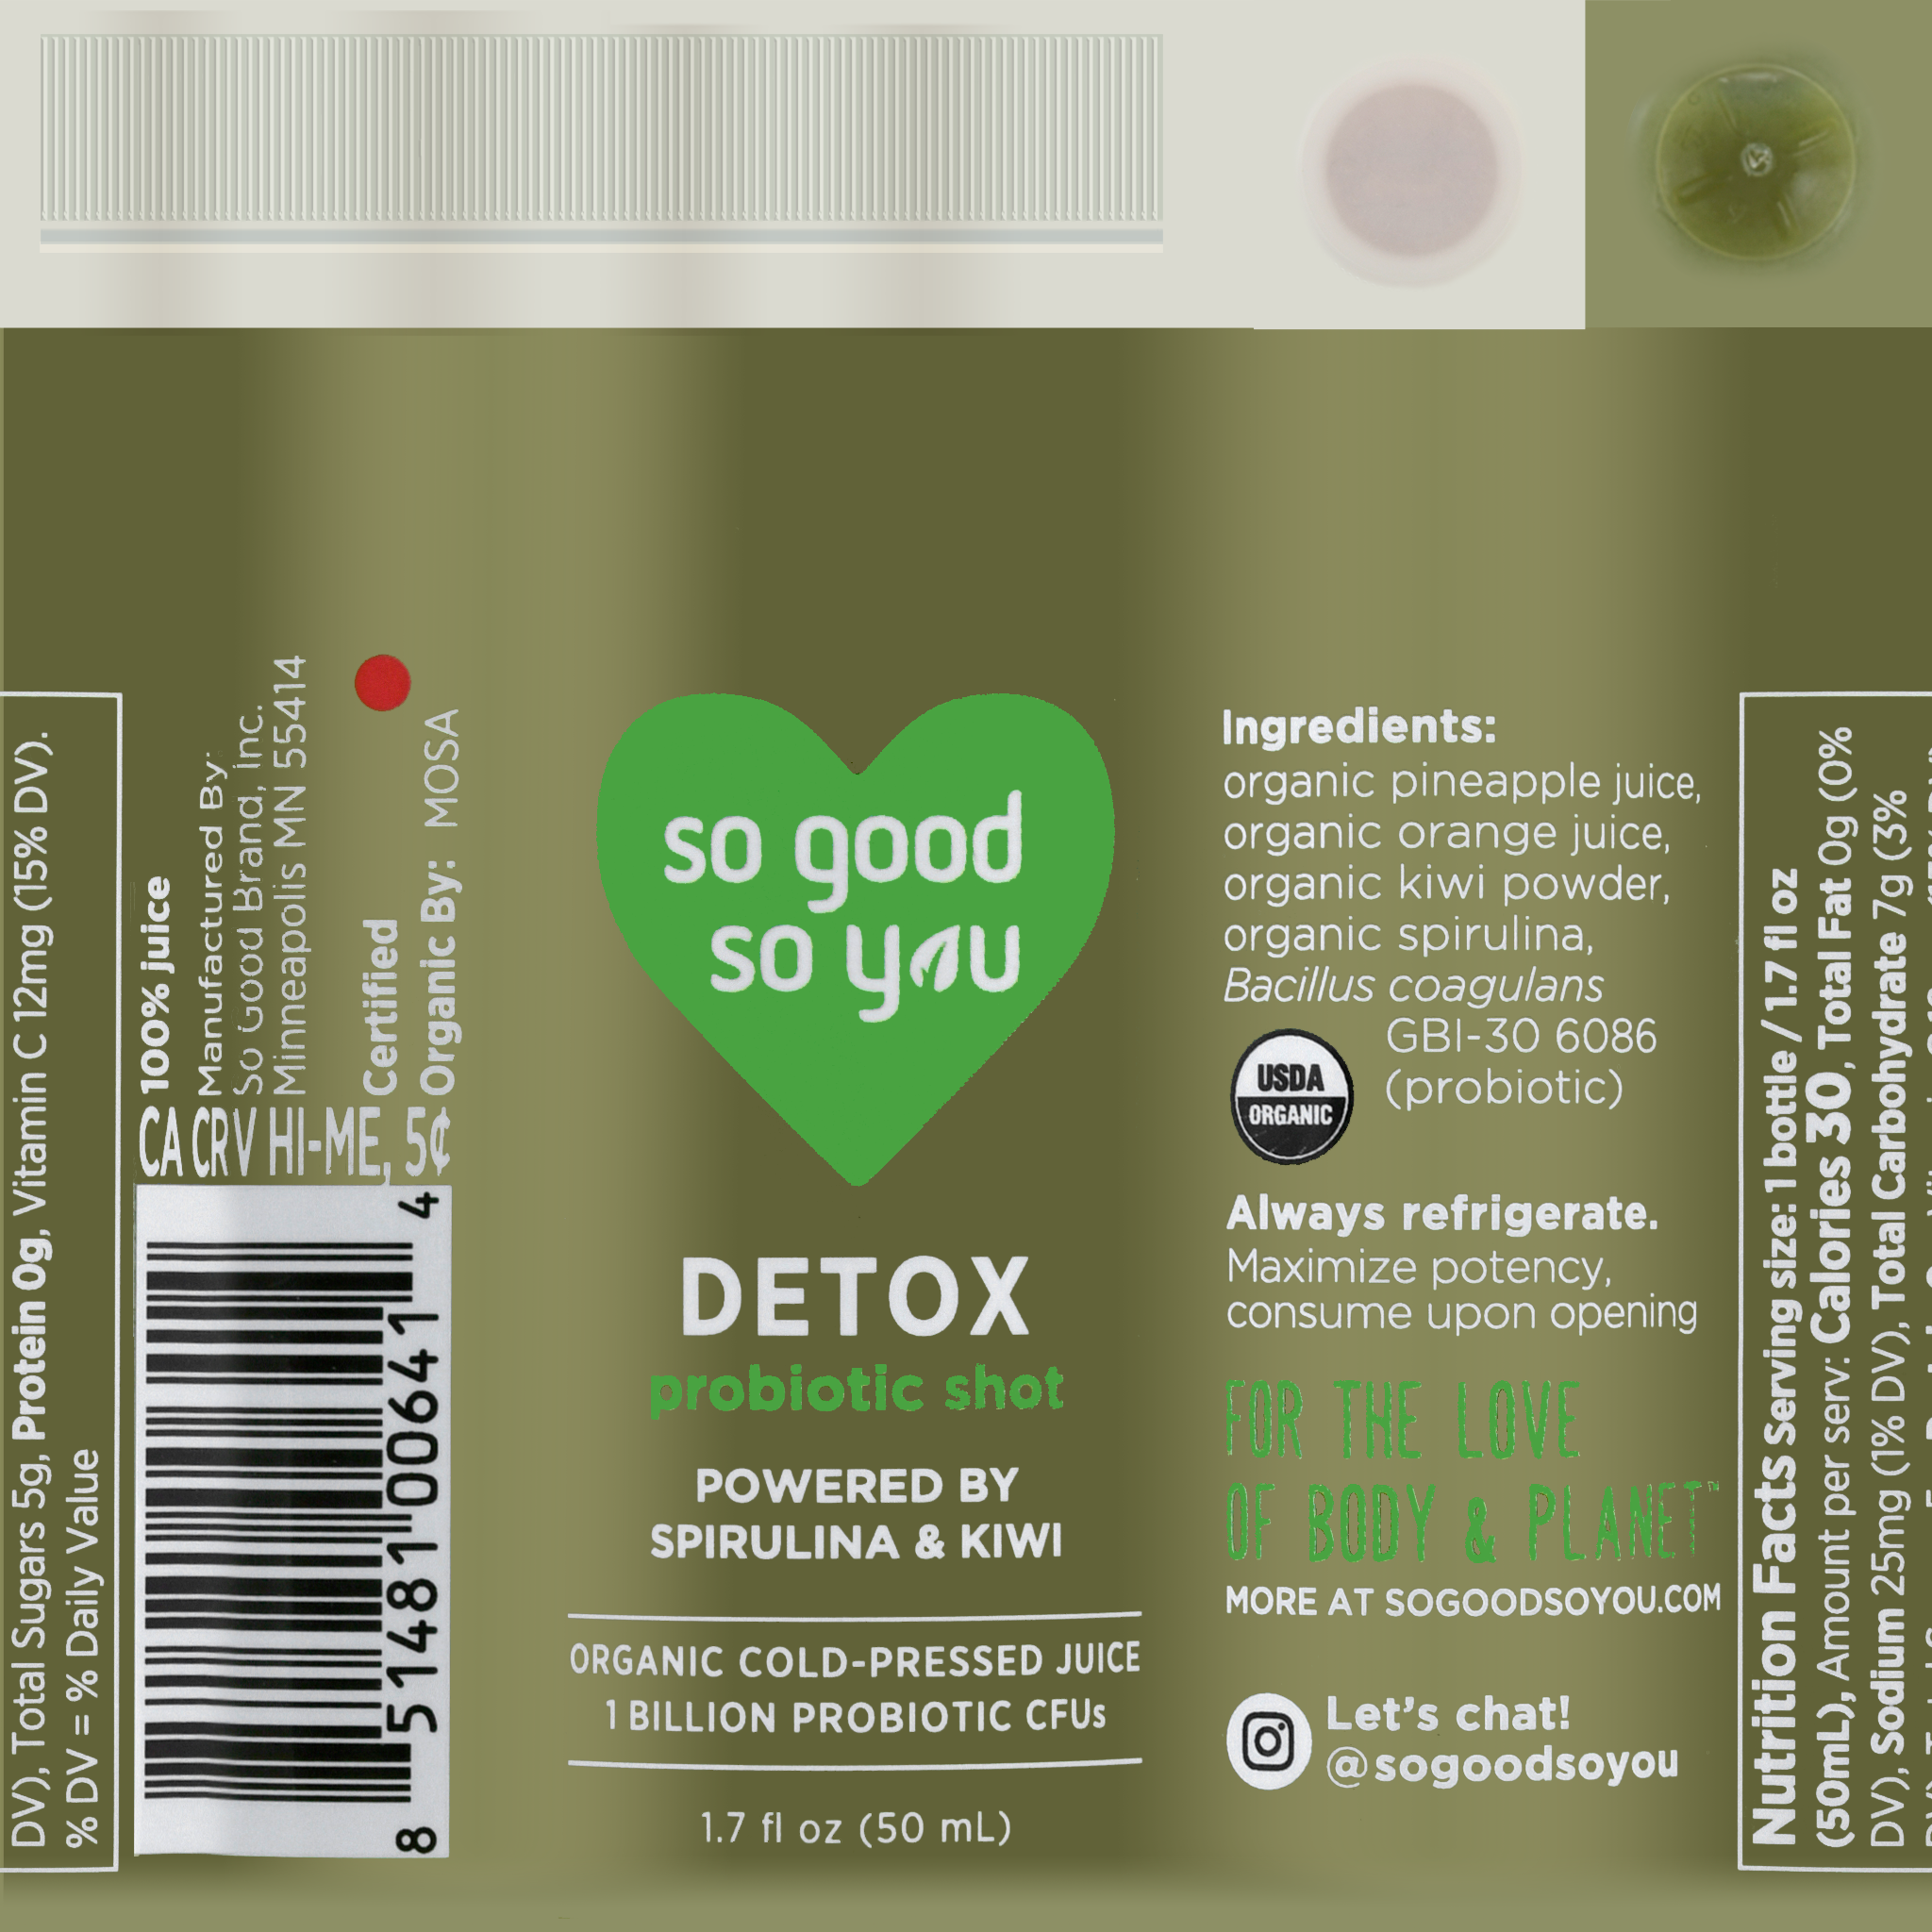 DV), Total Sugars 5g, Protein 0g, Vitamin C 12mg (15% DV).
% DV = % Daily Value
100% juice
Manufactured By:
So Good Brand, Inc.
Minneapolis MN 55414
Certified
Organic By: MOSA
CA CRV HI-ME, 5¢
8 51481 00641 4
so good
so you
DETOX
probiotic shot
POWERED BY
SPIRULINA & KIWI
ORGANIC COLD-PRESSED JUICE
1 BILLION PROBIOTIC CFUs
1.7 fl oz (50 mL)
Ingredients:
organic pineapple juice,
organic orange juice,
organic kiwi powder,
organic spirulina,
Bacillus coagulans
GBI-30 6086
(probiotic)
USDA
ORGANIC
Always refrigerate.
Maximize potency,
consume upon opening
FOR THE LOVE
OF BODY & PLANET™
MORE AT SOGOODSOYOU.COM
Let's chat!
@sogoodsoyou
Nutrition Facts Serving size: 1 bottle / 1.7 fl oz
(50mL), Amount per serv: Calories 30, Total Fat 0g (0%
DV), Sodium 25mg (1% DV), Total Carbohydrate 7g (3%